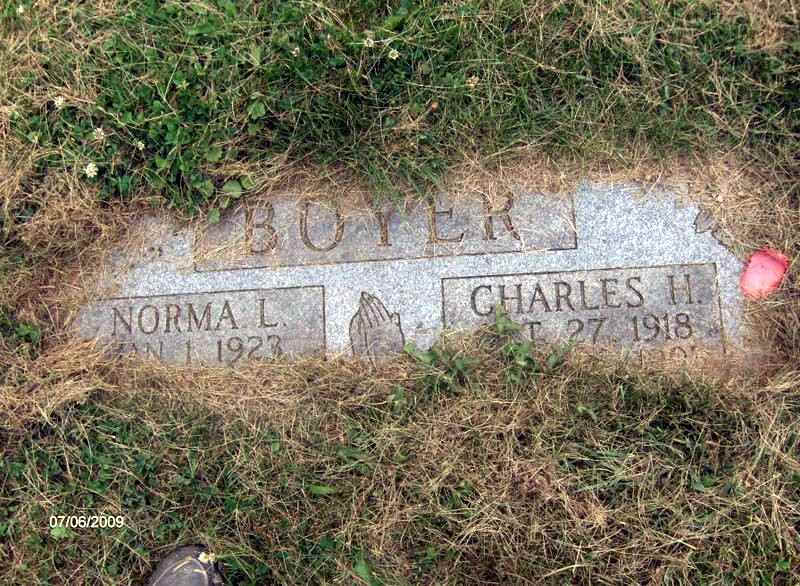 BOYER
NORMA L.
JAN 1 1923
CHARLES H.
27 1918
07/06/2009